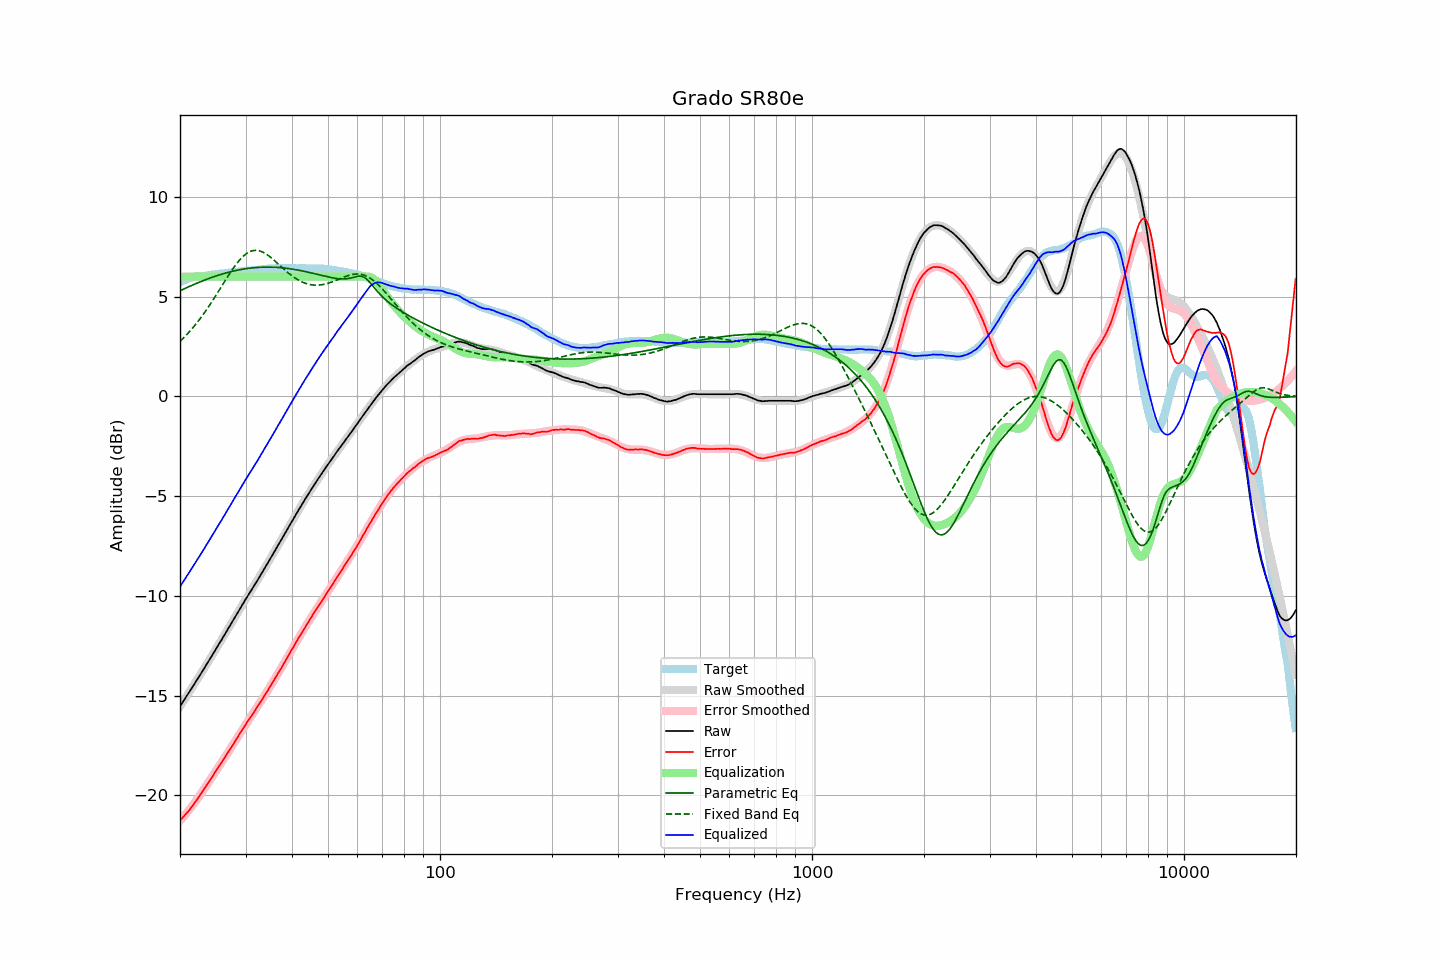 Grado SR80e
Amplitude (dBr)
10
5
0
−5
−10
−15
−20
Target
Raw Smoothed
Error Smoothed
Raw
Error
Equalization
Parametric Eq
Fixed Band Eq
Equalized
100
1000
10000
Frequency (Hz)